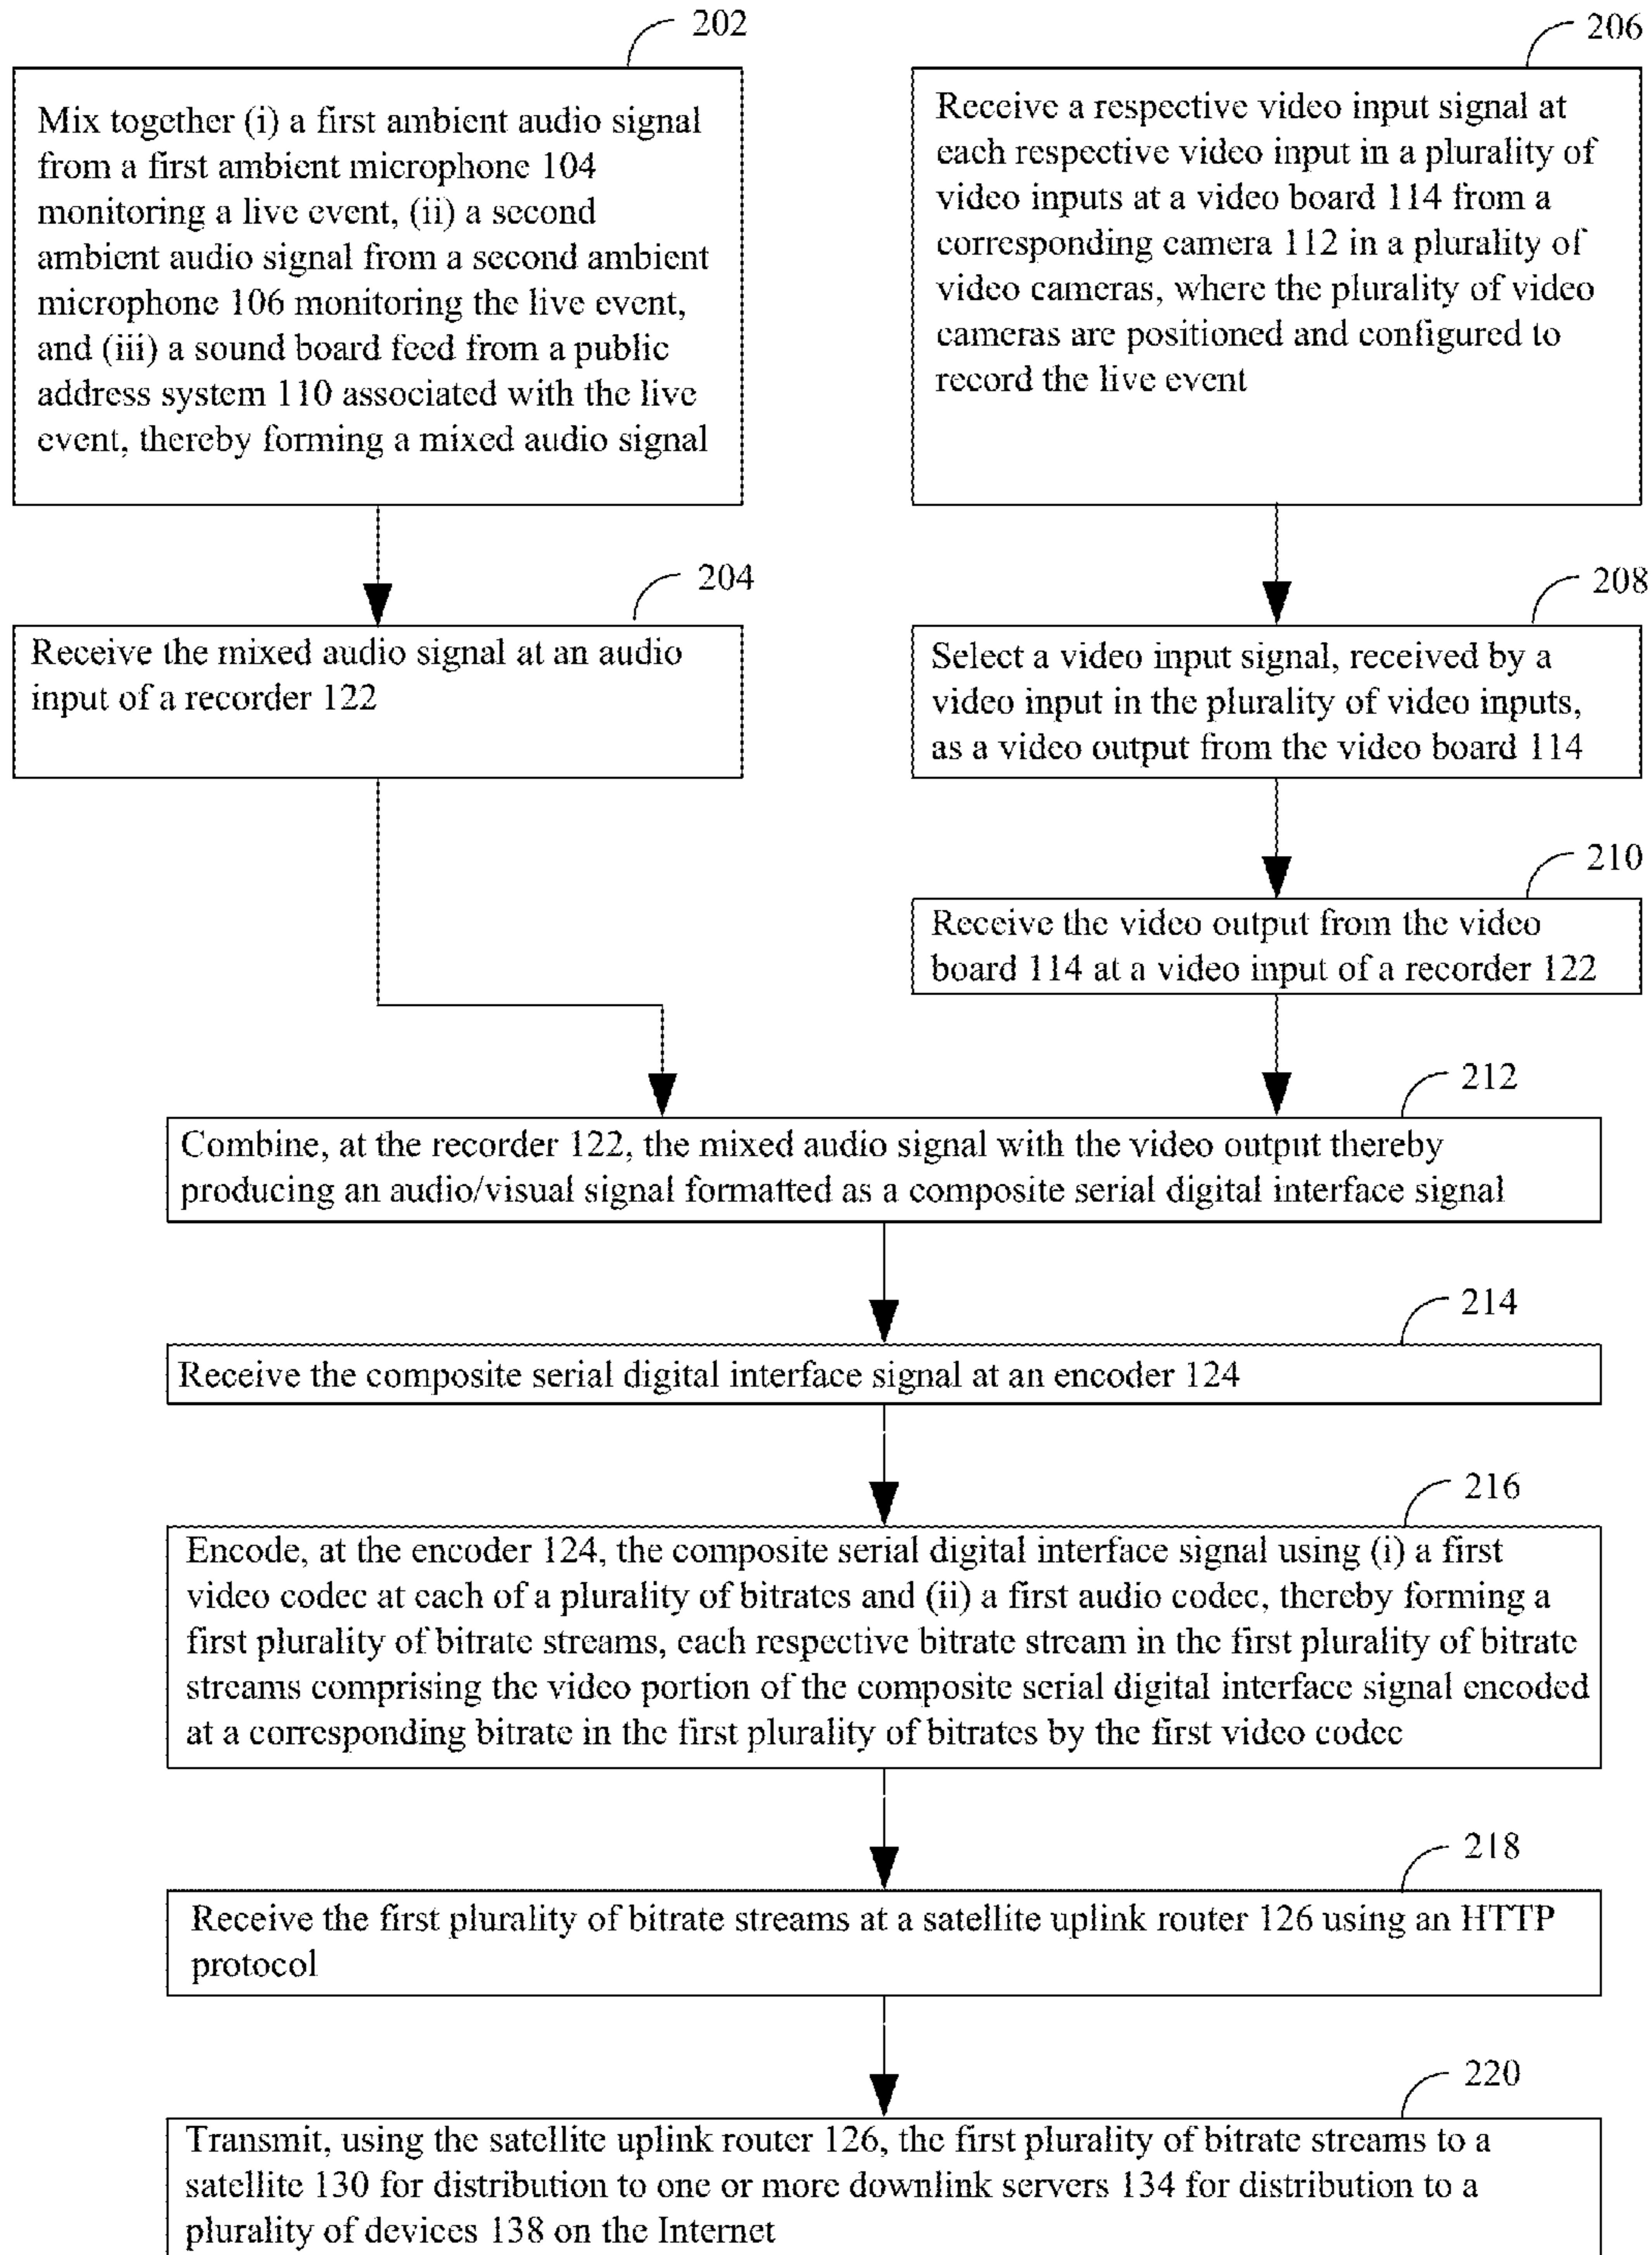 202
Mix together (i) a first ambient audio signal
from a first ambient microphone 104
monitoring a live event, (ii) a second
ambient audio signal from a second ambient
microphone 106 monitoring the live event,
and (iii) a sound board feed from a public
address system 110 associated with the live
event, thereby forming a mixed audio signal
206
Receive a respective video input signal at
each respective video input in a plurality of
video inputs at a video board 114 from a
corresponding camera 112 in a plurality of
video cameras, where the plurality of video
cameras are positioned and configured to
record the live event
204
Receive the mixed audio signal at an audio
input of a recorder 122
208
Select a video input signal, received by a
video input in the plurality of video inputs,
as a video output from the video board 114
210
Receive the video output from the video
board 114 at a video input of a recorder 122
212
Combine, at the recorder 122, the mixed audio signal with the video output thereby
producing an audio/visual signal formatted as a composite serial digital interface signal
214
Receive the composite serial digital interface signal at an encoder 124
216
Encode, at the encoder 124, the composite serial digital interface signal using (i) a first
video codec at each of a plurality of bitrates and (ii) a first audio codec, thereby forming a
first plurality of bitrate streams, each respective bitrate stream in the first plurality of bitrate
streams comprising the video portion of the composite serial digital interface signal encoded
at a corresponding bitrate in the first plurality of bitrates by the first video codec
218
Receive the first plurality of bitrate streams at a satellite uplink router 126 using an HTTP
protocol
220
Transmit, using the satellite uplink router 126, the first plurality of bitrate streams to a
satellite 130 for distribution to one or more downlink servers 134 for distribution to a
plurality of devices 138 on the Internet